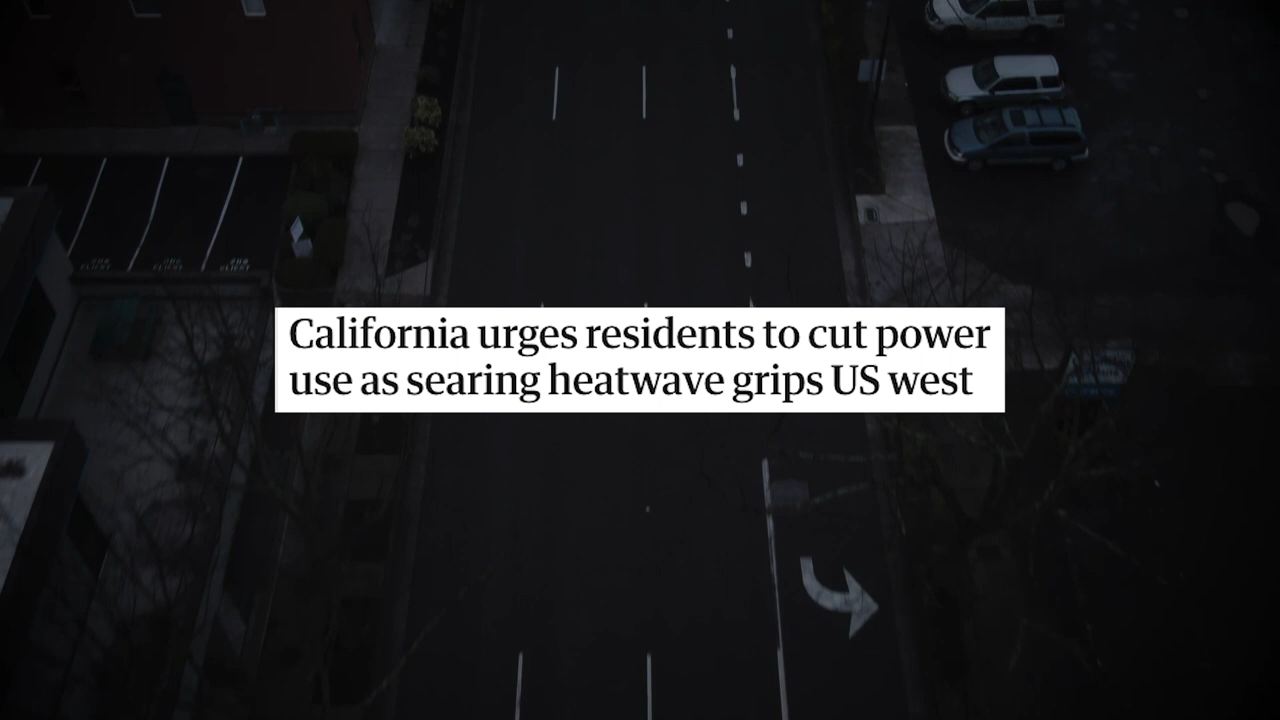 California urges residents to cut power
use as searing heatwave grips US west